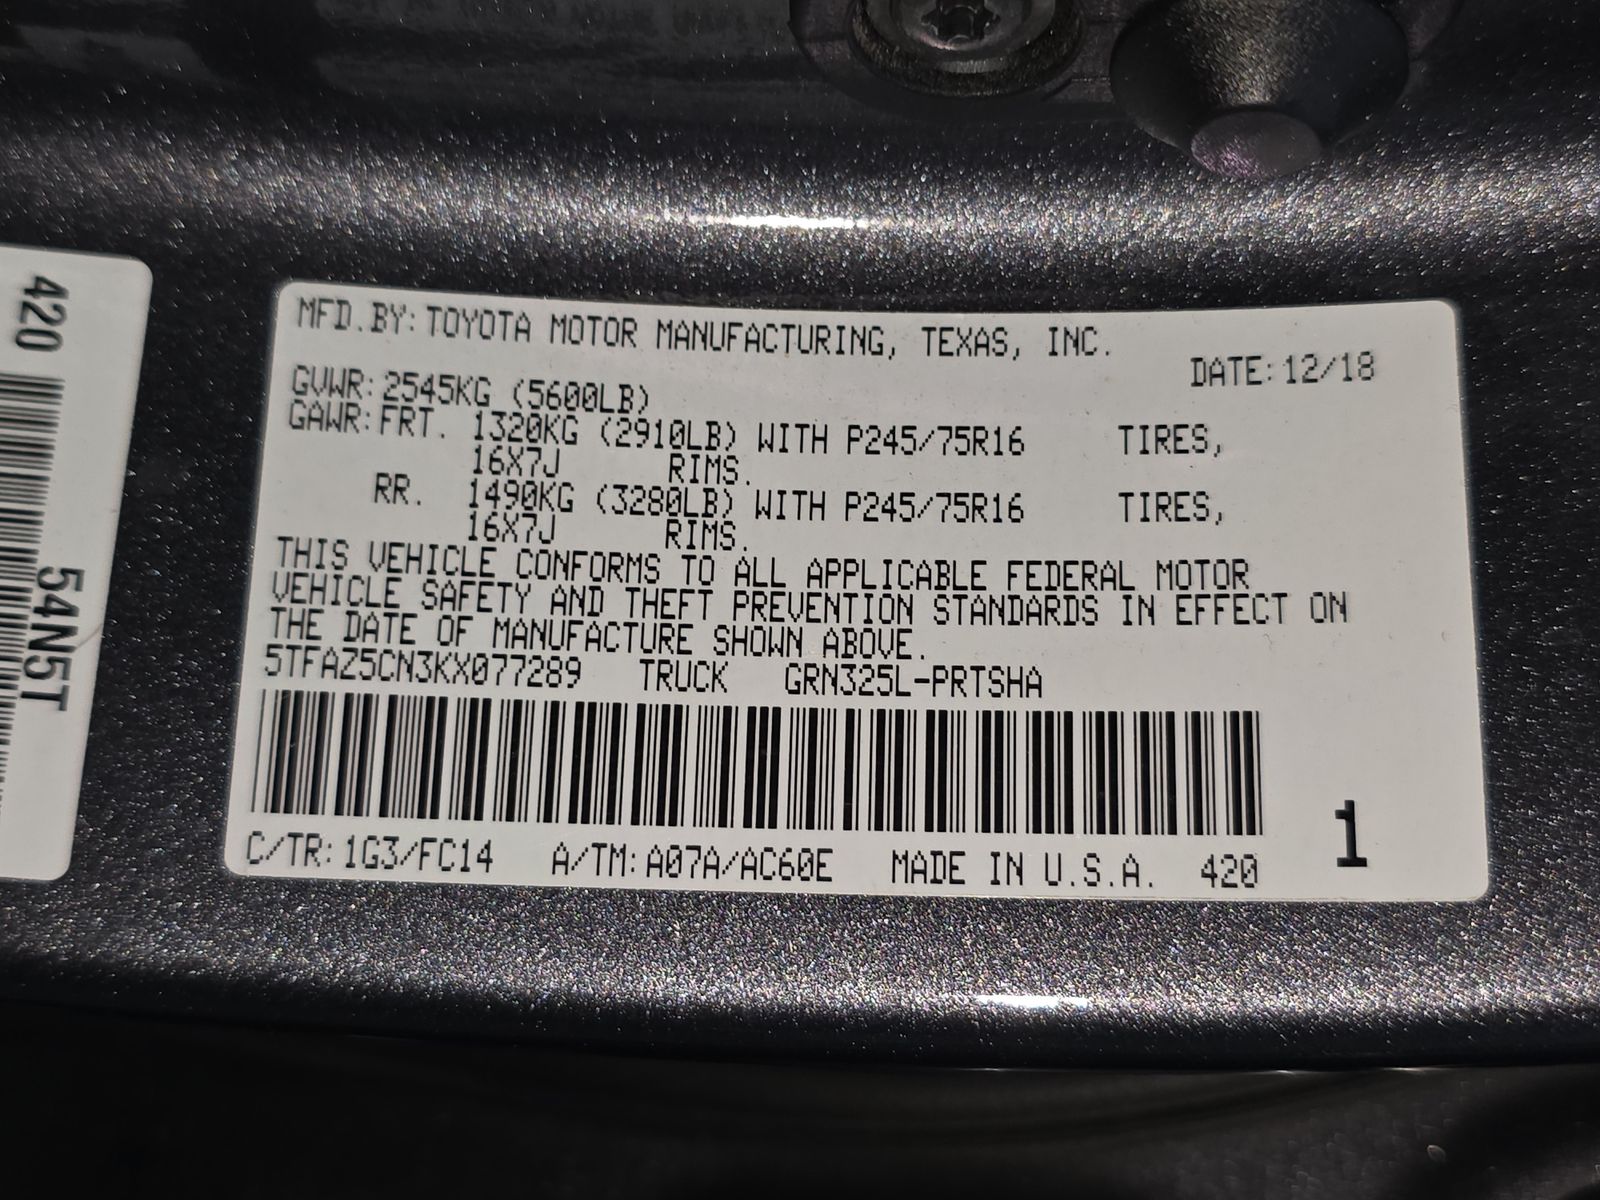 420
54N5T
MFD.BY:TOYOTA MOTOR MANUFACTURING, TEXAS, INC.
DATE:12/18
GVWR:2545KG (5600LB)
GAWR:FRT. 1320KG (2910LB) WITH P245/75R16 TIRES,
16X7J RIMS.
RR. 1490KG (3280LB) WITH P245/75R16 TIRES,
16X7J RIMS.
THIS VEHICLE CONFORMS TO ALL APPLICABLE FEDERAL MOTOR
VEHICLE SAFETY AND THEFT PREVENTION STANDARDS IN EFFECT ON
THE DATE OF MANUFACTURE SHOWN ABOVE.
5TFAZ5CN3KX077289 TRUCK GRN325L-PRTSHA
C/TR:1G3/FC14 A/TM:A07A/AC60E MADE IN U.S.A. 420
1